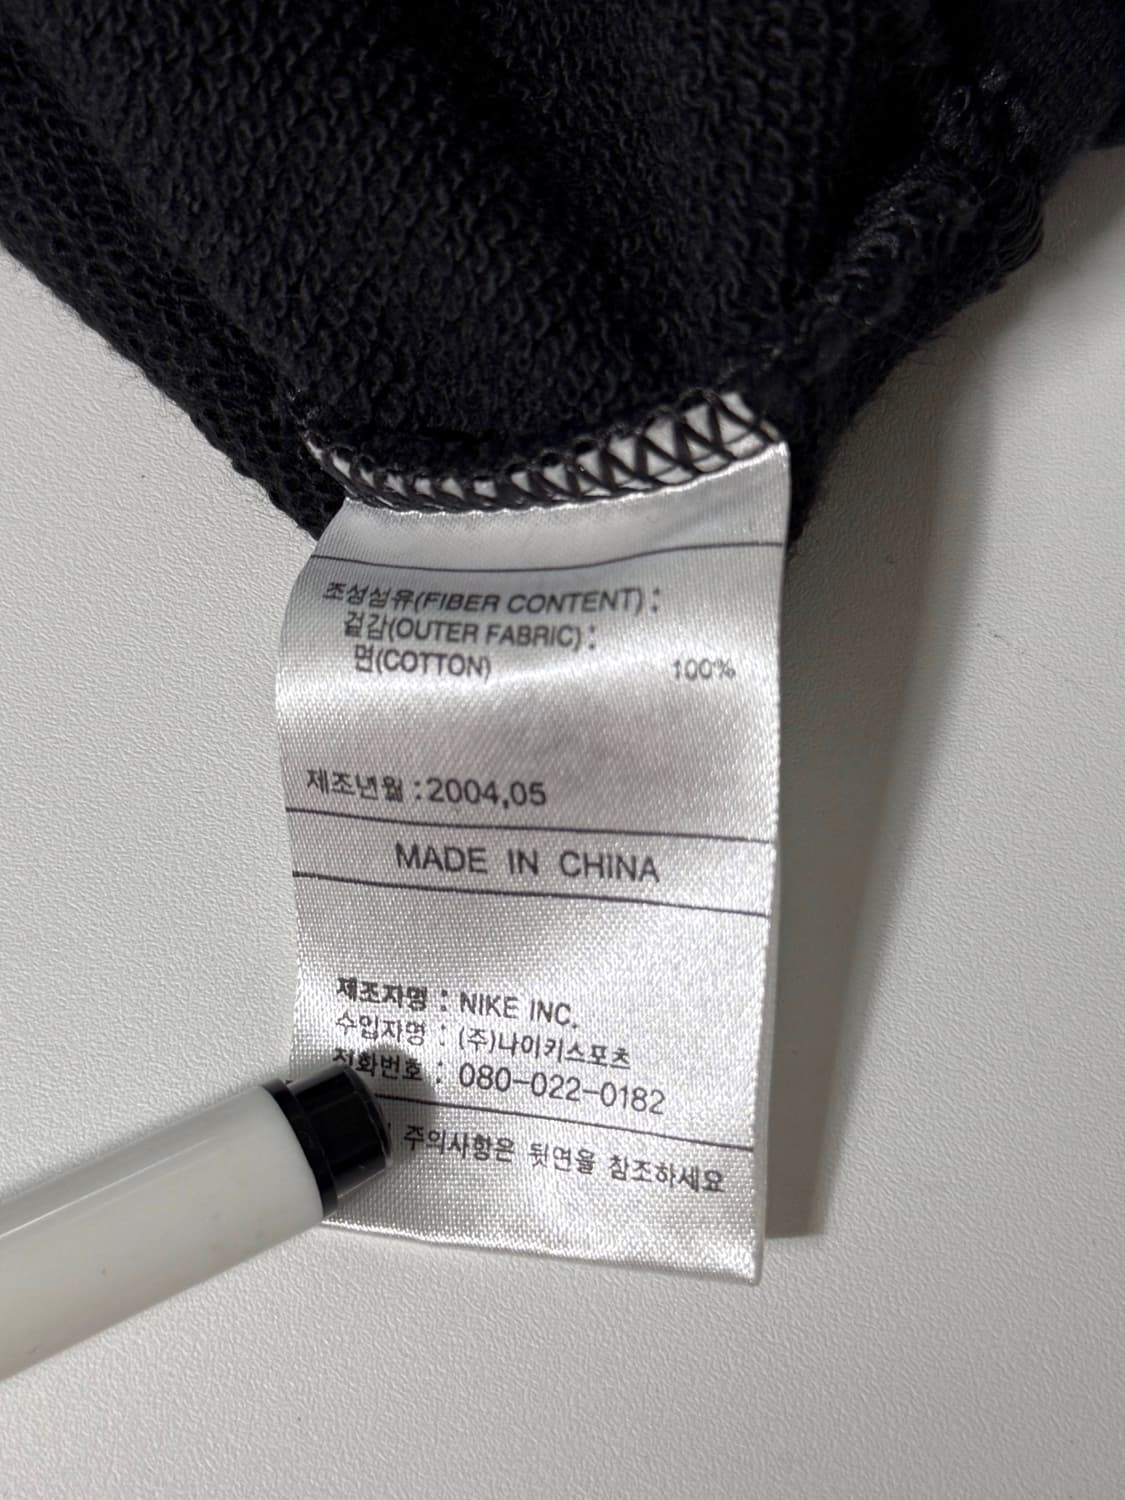 조성섬유(FIBER CONTENT) :
겉감(OUTER FABRIC) :
면(COTTON) 100%
제조년월 : 2004,05
MADE IN CHINA
제조자명 : NIKE INC.
수입자명 : (주)나이키스포츠
전화번호 : 080-022-0182
주의사항은 뒷면을 참조하세요